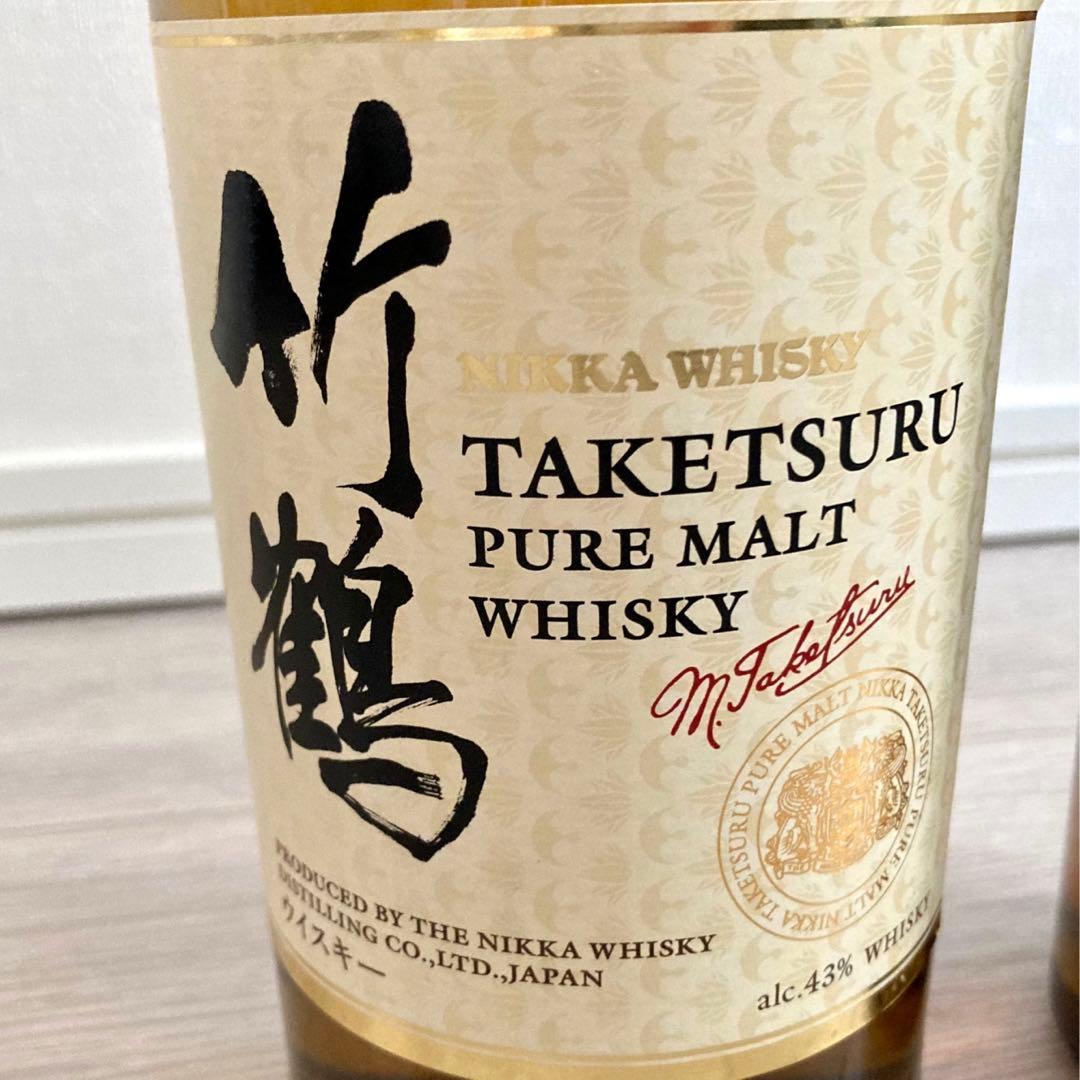 竹鶴
NIKKA WHISKY
TAKETSURU
PURE MALT
WHISKY
M. Taketsuru
TAKETSURU PURE MALT NIKKA TAKETSURU PURE MALT NIKKA
PRODUCED BY THE NIKKA WHISKY
DISTILLING CO.,LTD.,JAPAN
ウイスキー
alc.43% WHISKY